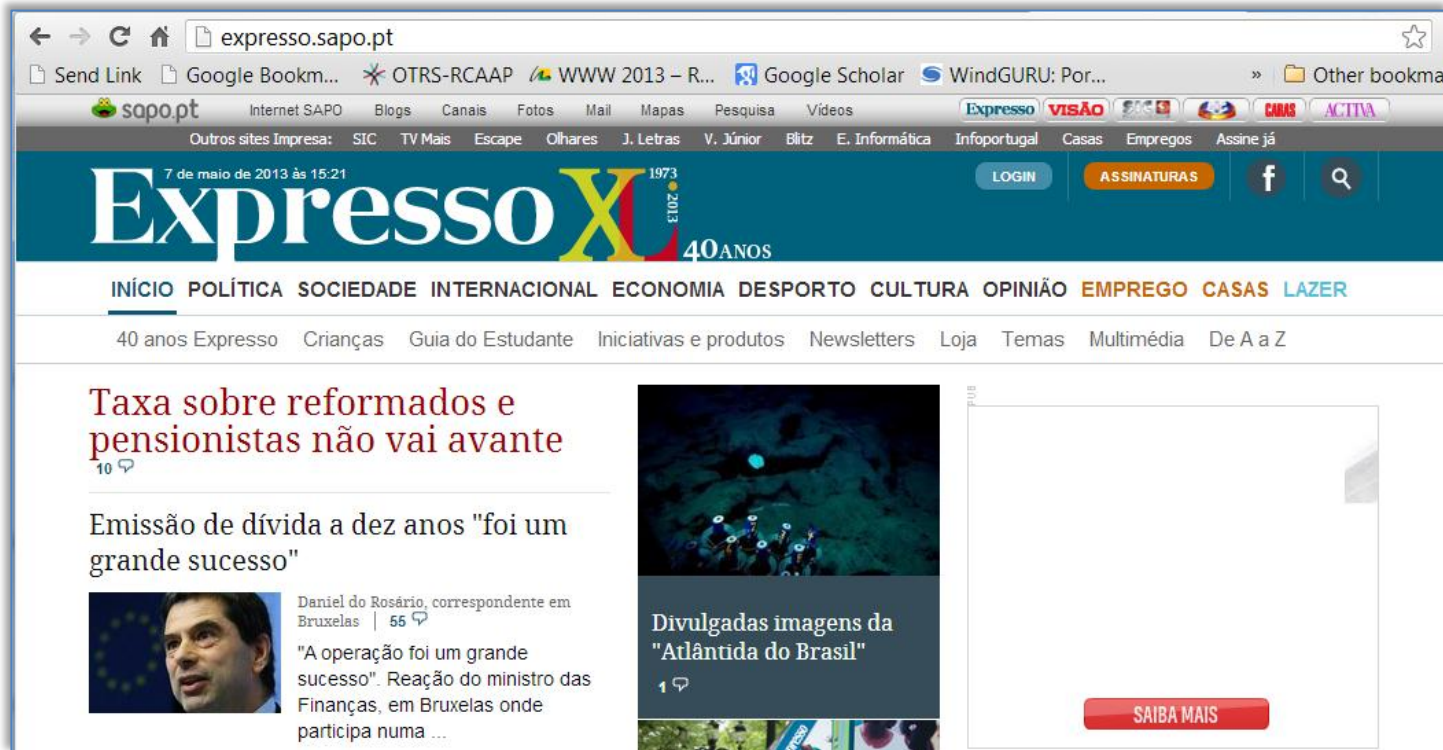 expresso.sapo.pt
Send Link Google Bookm... OTRS-RCAAP WWW 2013 – R... Google Scholar WindGURU: Por... » Other bookma
sapo.pt Internet SAPO Blogs Canais Fotos Mail Mapas Pesquisa Vídeos Expresso VISÃO SIC CARAS ACTIVA
Outros sites Impresa: SIC TV Mais Escape Olhares J. Letras V. Júnior Blitz E. Informática Infoportugal Casas Empregos Assine já
7 de maio de 2013 às 15:21
Expresso XL 1973 2013 40 ANOS
LOGIN ASSINATURAS f
INÍCIO POLÍTICA SOCIEDADE INTERNACIONAL ECONOMIA DESPORTO CULTURA OPINIÃO EMPREGO CASAS LAZER
40 anos Expresso Crianças Guia do Estudante Iniciativas e produtos Newsletters Loja Temas Multimédia De A a Z
Taxa sobre reformados e
pensionistas não vai avante
10
Emissão de dívida a dez anos "foi um
grande sucesso"
Daniel do Rosário, correspondente em
Bruxelas | 55
"A operação foi um grande
sucesso". Reação do ministro das
Finanças, em Bruxelas onde
participa numa ...
Divulgadas imagens da
"Atlântida do Brasil"
1
PUB
SAIBA MAIS